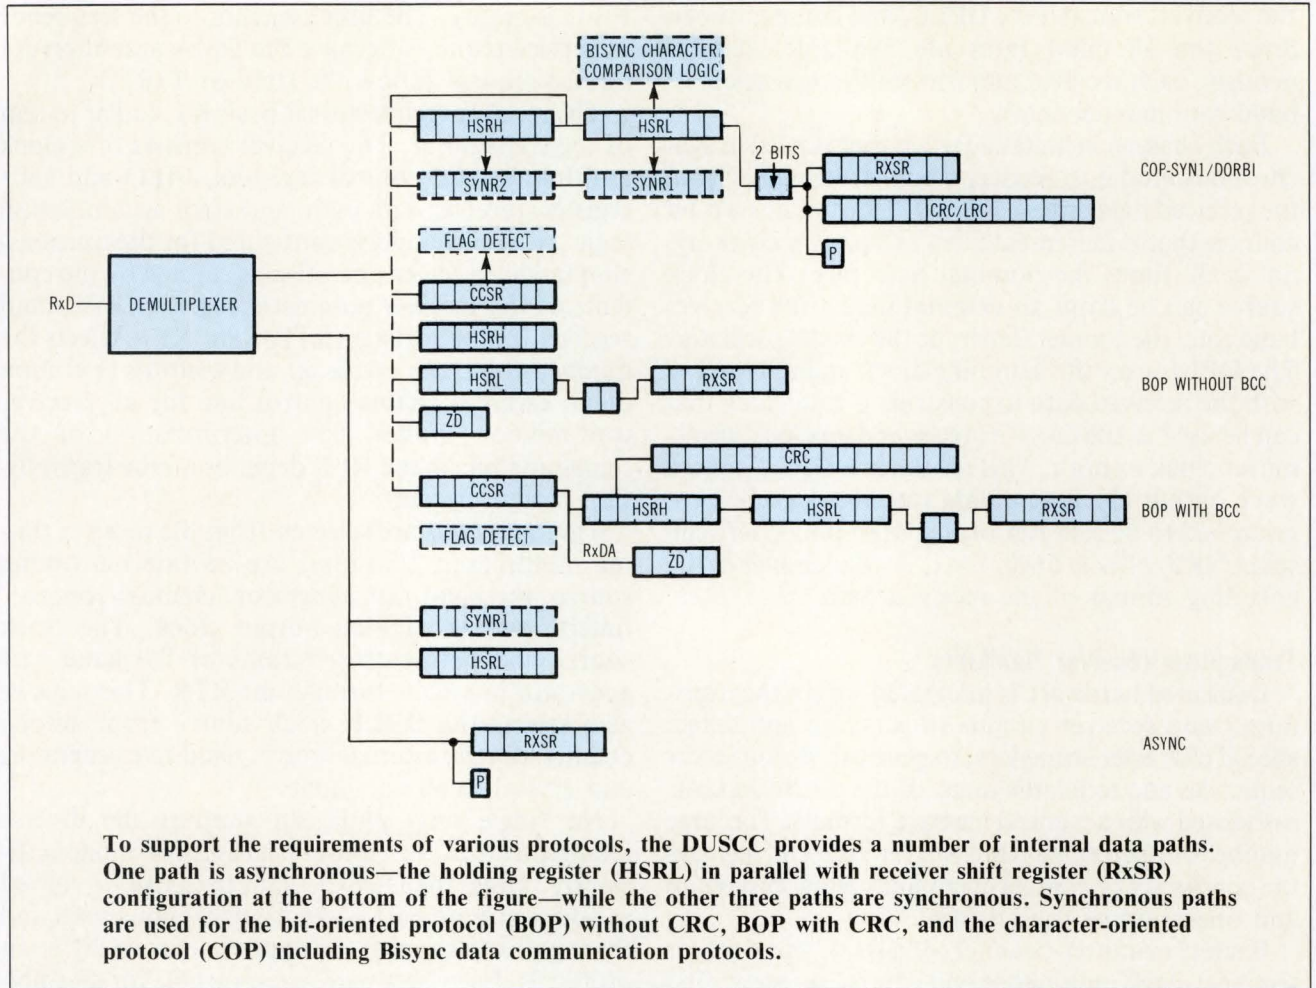 BISYNC CHARACTER
COMPARISON LOGIC
HSRH
HSRL
2 BITS
RXSR
COP-SYN1/DORBI
SYNR2
SYNR1
CRC/LRC
FLAG DETECT
P
RxD
DEMULTIPLEXER
CCSR
HSRH
HSRL
RXSR
BOP WITHOUT BCC
ZD
CRC
CCSR
HSRH
HSRL
RXSR
BOP WITH BCC
FLAG DETECT
RxDA
ZD
SYNR1
HSRL
RXSR
ASYNC
P
To support the requirements of various protocols, the DUSCC provides a number of internal data paths.
One path is asynchronous—the holding register (HSRL) in parallel with receiver shift register (RxSR)
configuration at the bottom of the figure—while the other three paths are synchronous. Synchronous paths
are used for the bit-oriented protocol (BOP) without CRC, BOP with CRC, and the character-oriented
protocol (COP) including Bisync data communication protocols.